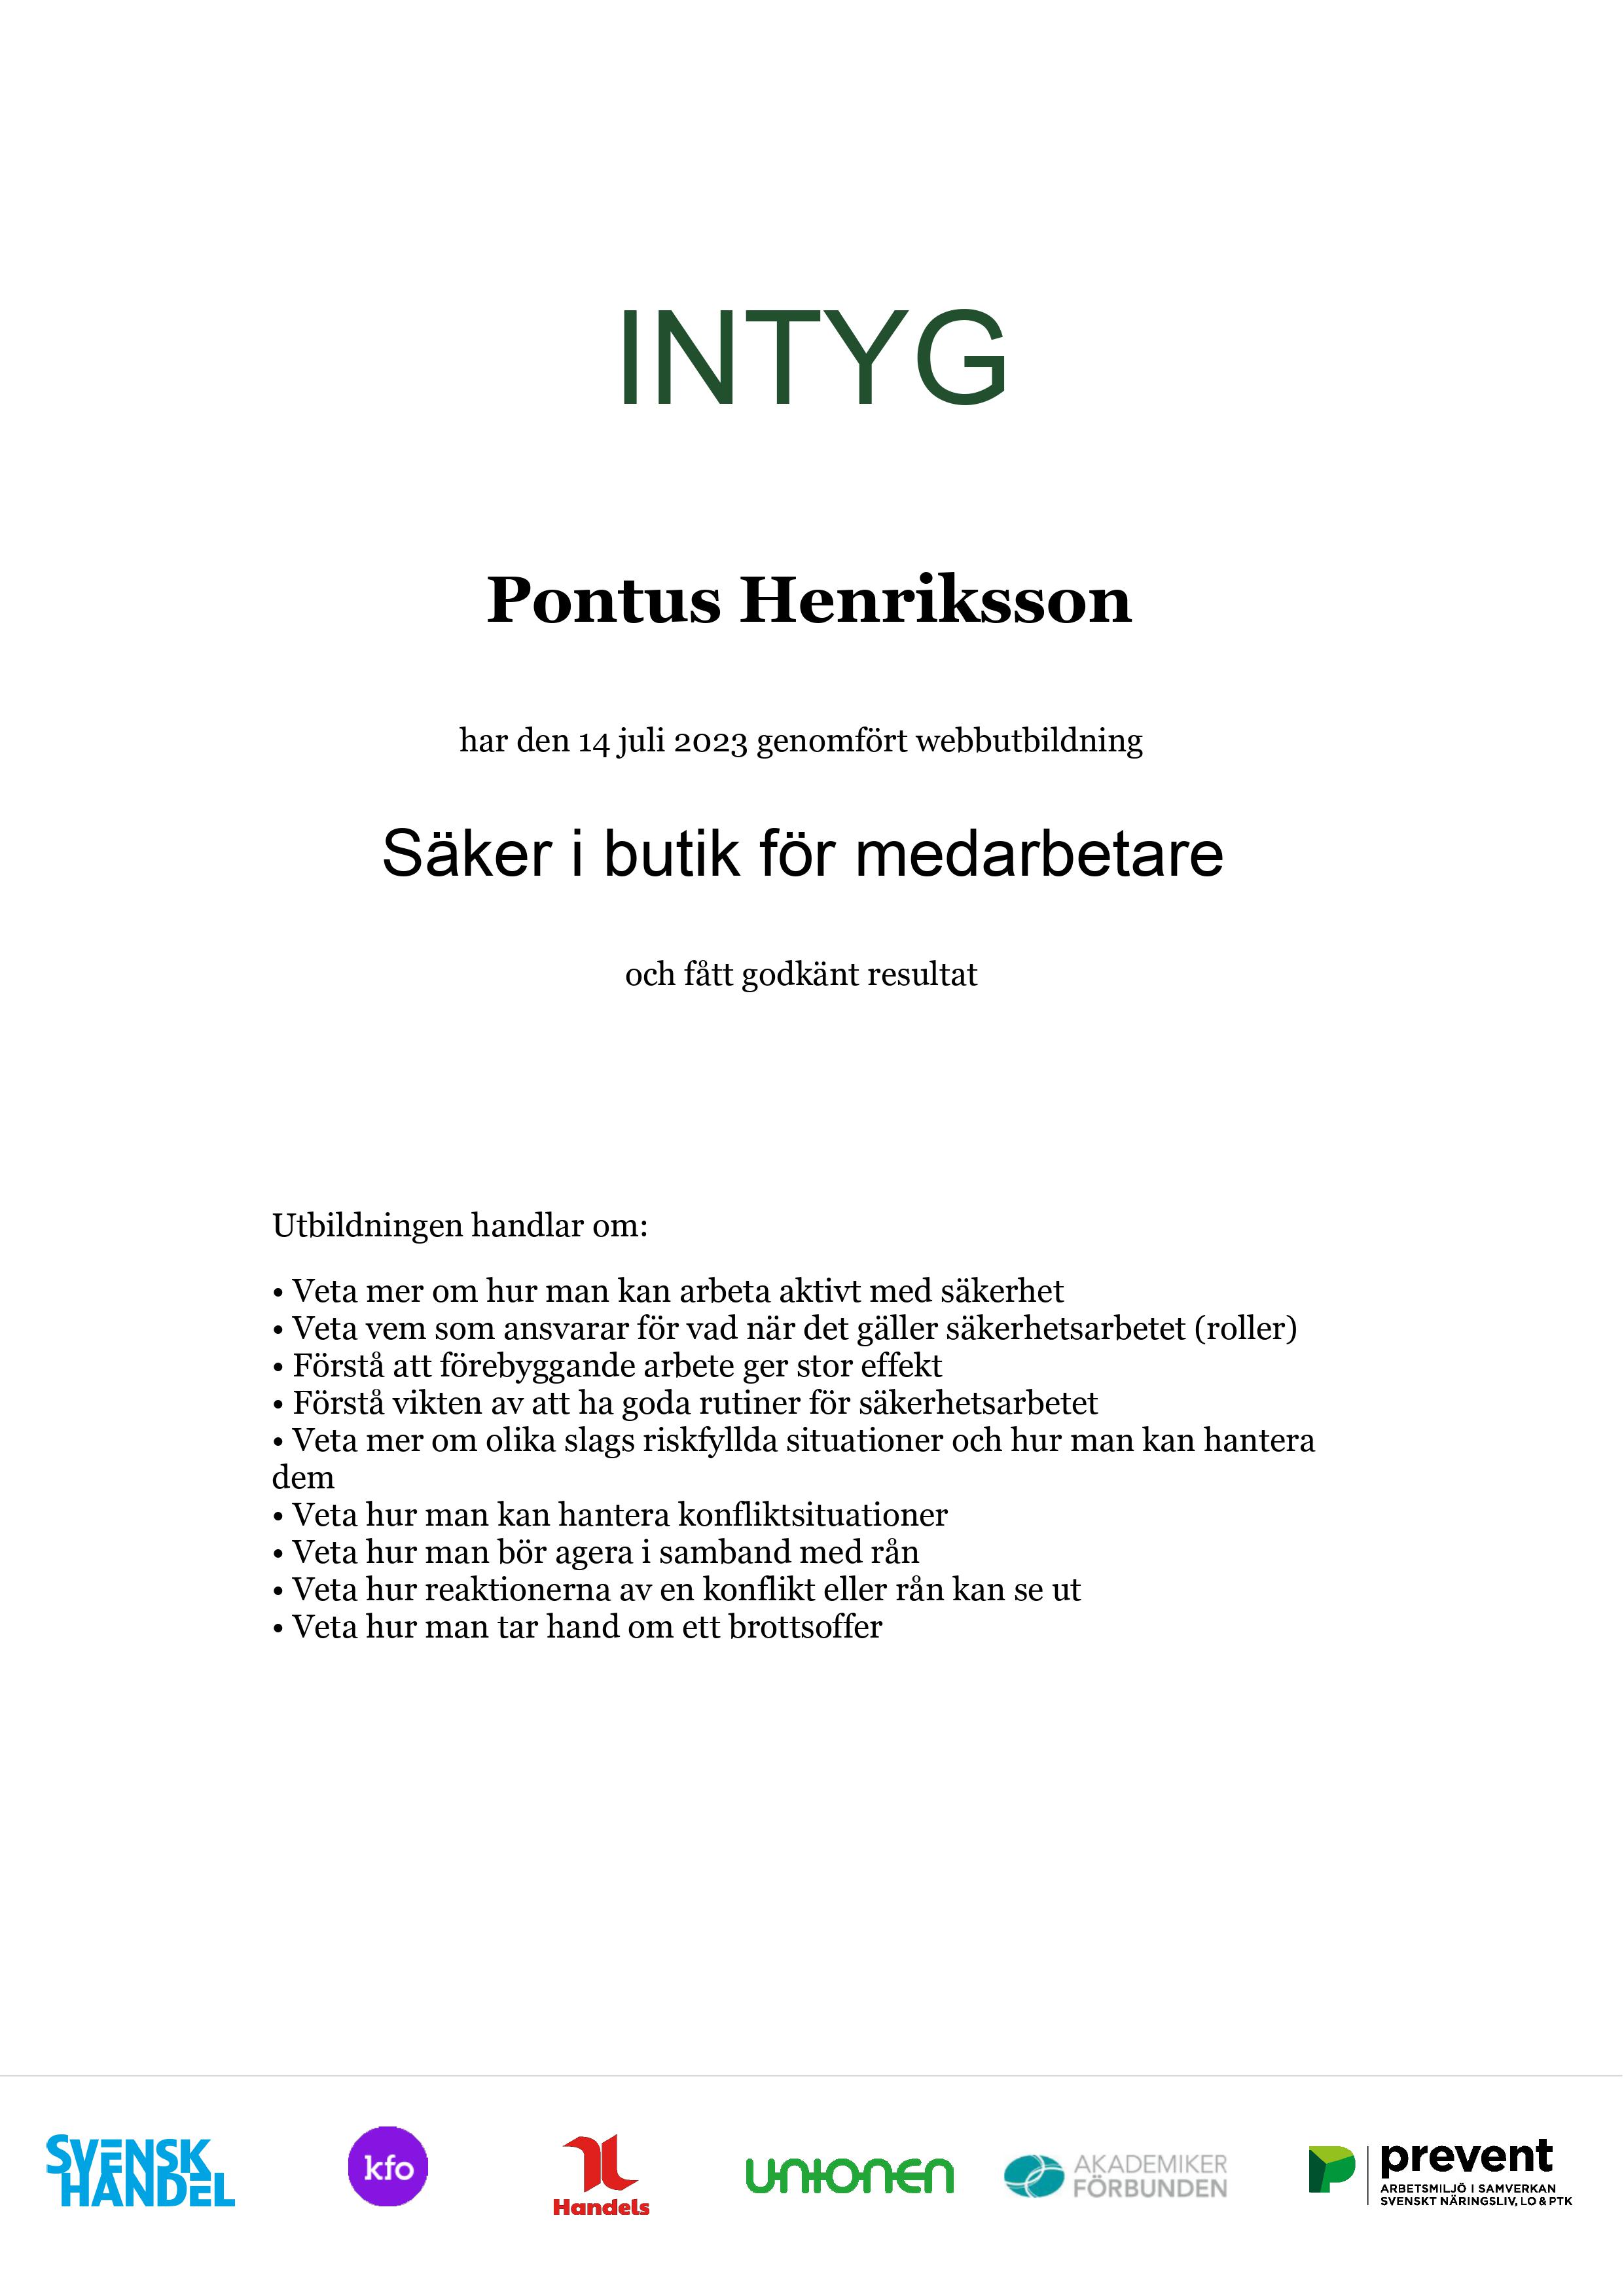 INTYG
Pontus Henriksson
har den 14 juli 2023 genomfört webbutbildning
Säker i butik för medarbetare
och fått godkänt resultat
Utbildningen handlar om:
• Veta mer om hur man kan arbeta aktivt med säkerhet
• Veta vem som ansvarar för vad när det gäller säkerhetsarbetet (roller)
• Förstå att förebyggande arbete ger stor effekt
• Förstå vikten av att ha goda rutiner för säkerhetsarbetet
• Veta mer om olika slags riskfyllda situationer och hur man kan hantera
dem
• Veta hur man kan hantera konfliktsituationer
• Veta hur man bör agera i samband med rån
• Veta hur reaktionerna av en konflikt eller rån kan se ut
• Veta hur man tar hand om ett brottsoffer
SVENSK
HANDEL
kfo
Handels
UNIONEN
AKADEMIKER
FÖRBUNDEN
prevent
ARBETSMILJÖ I SAMVERKAN
SVENSKT NÄRINGSLIV, LO & PTK